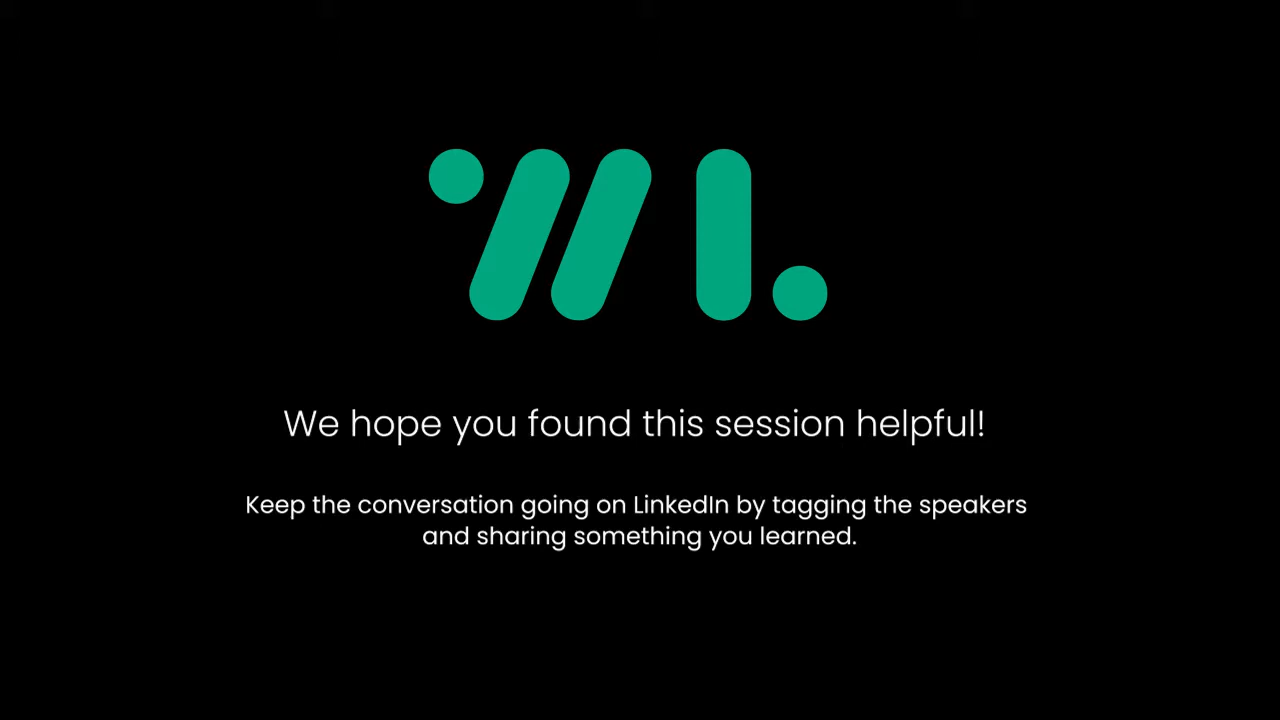 We hope you found this session helpful!
Keep the conversation going on LinkedIn by tagging the speakers
and sharing something you learned.